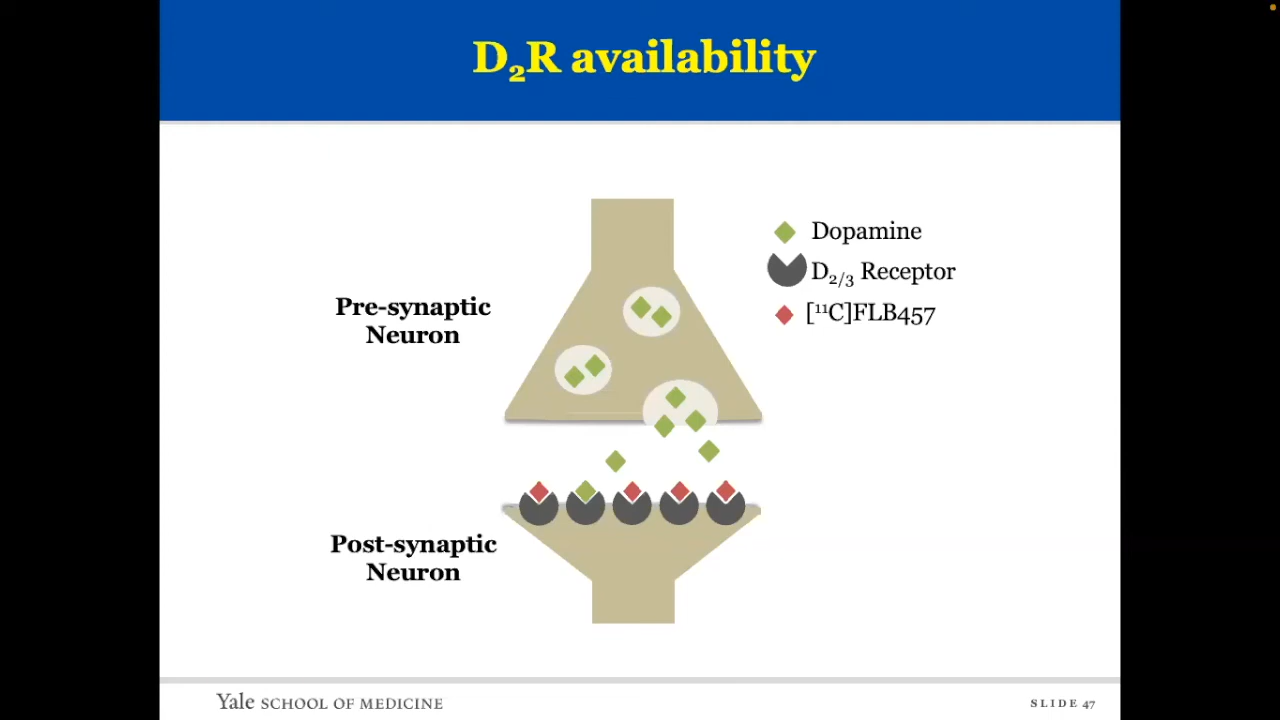 D₂R availability
Dopamine
D₂/₃ Receptor
[¹¹C]FLB457
Pre-synaptic
Neuron
Post-synaptic
Neuron
Yale SCHOOL OF MEDICINE
SLIDE 47